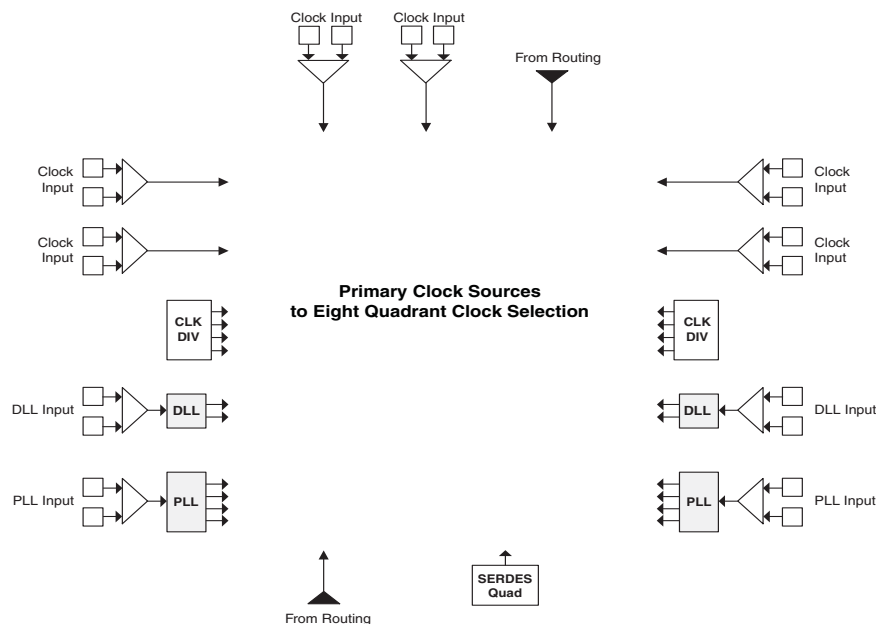 Clock Input
Clock Input
From Routing
Clock
Input
Clock
Input
Clock
Input
Clock
Input
Primary Clock Sources
to Eight Quadrant Clock Selection
CLK
DIV
CLK
DIV
DLL Input
DLL
DLL
DLL Input
PLL Input
PLL
PLL
PLL Input
SERDES
Quad
From Routing